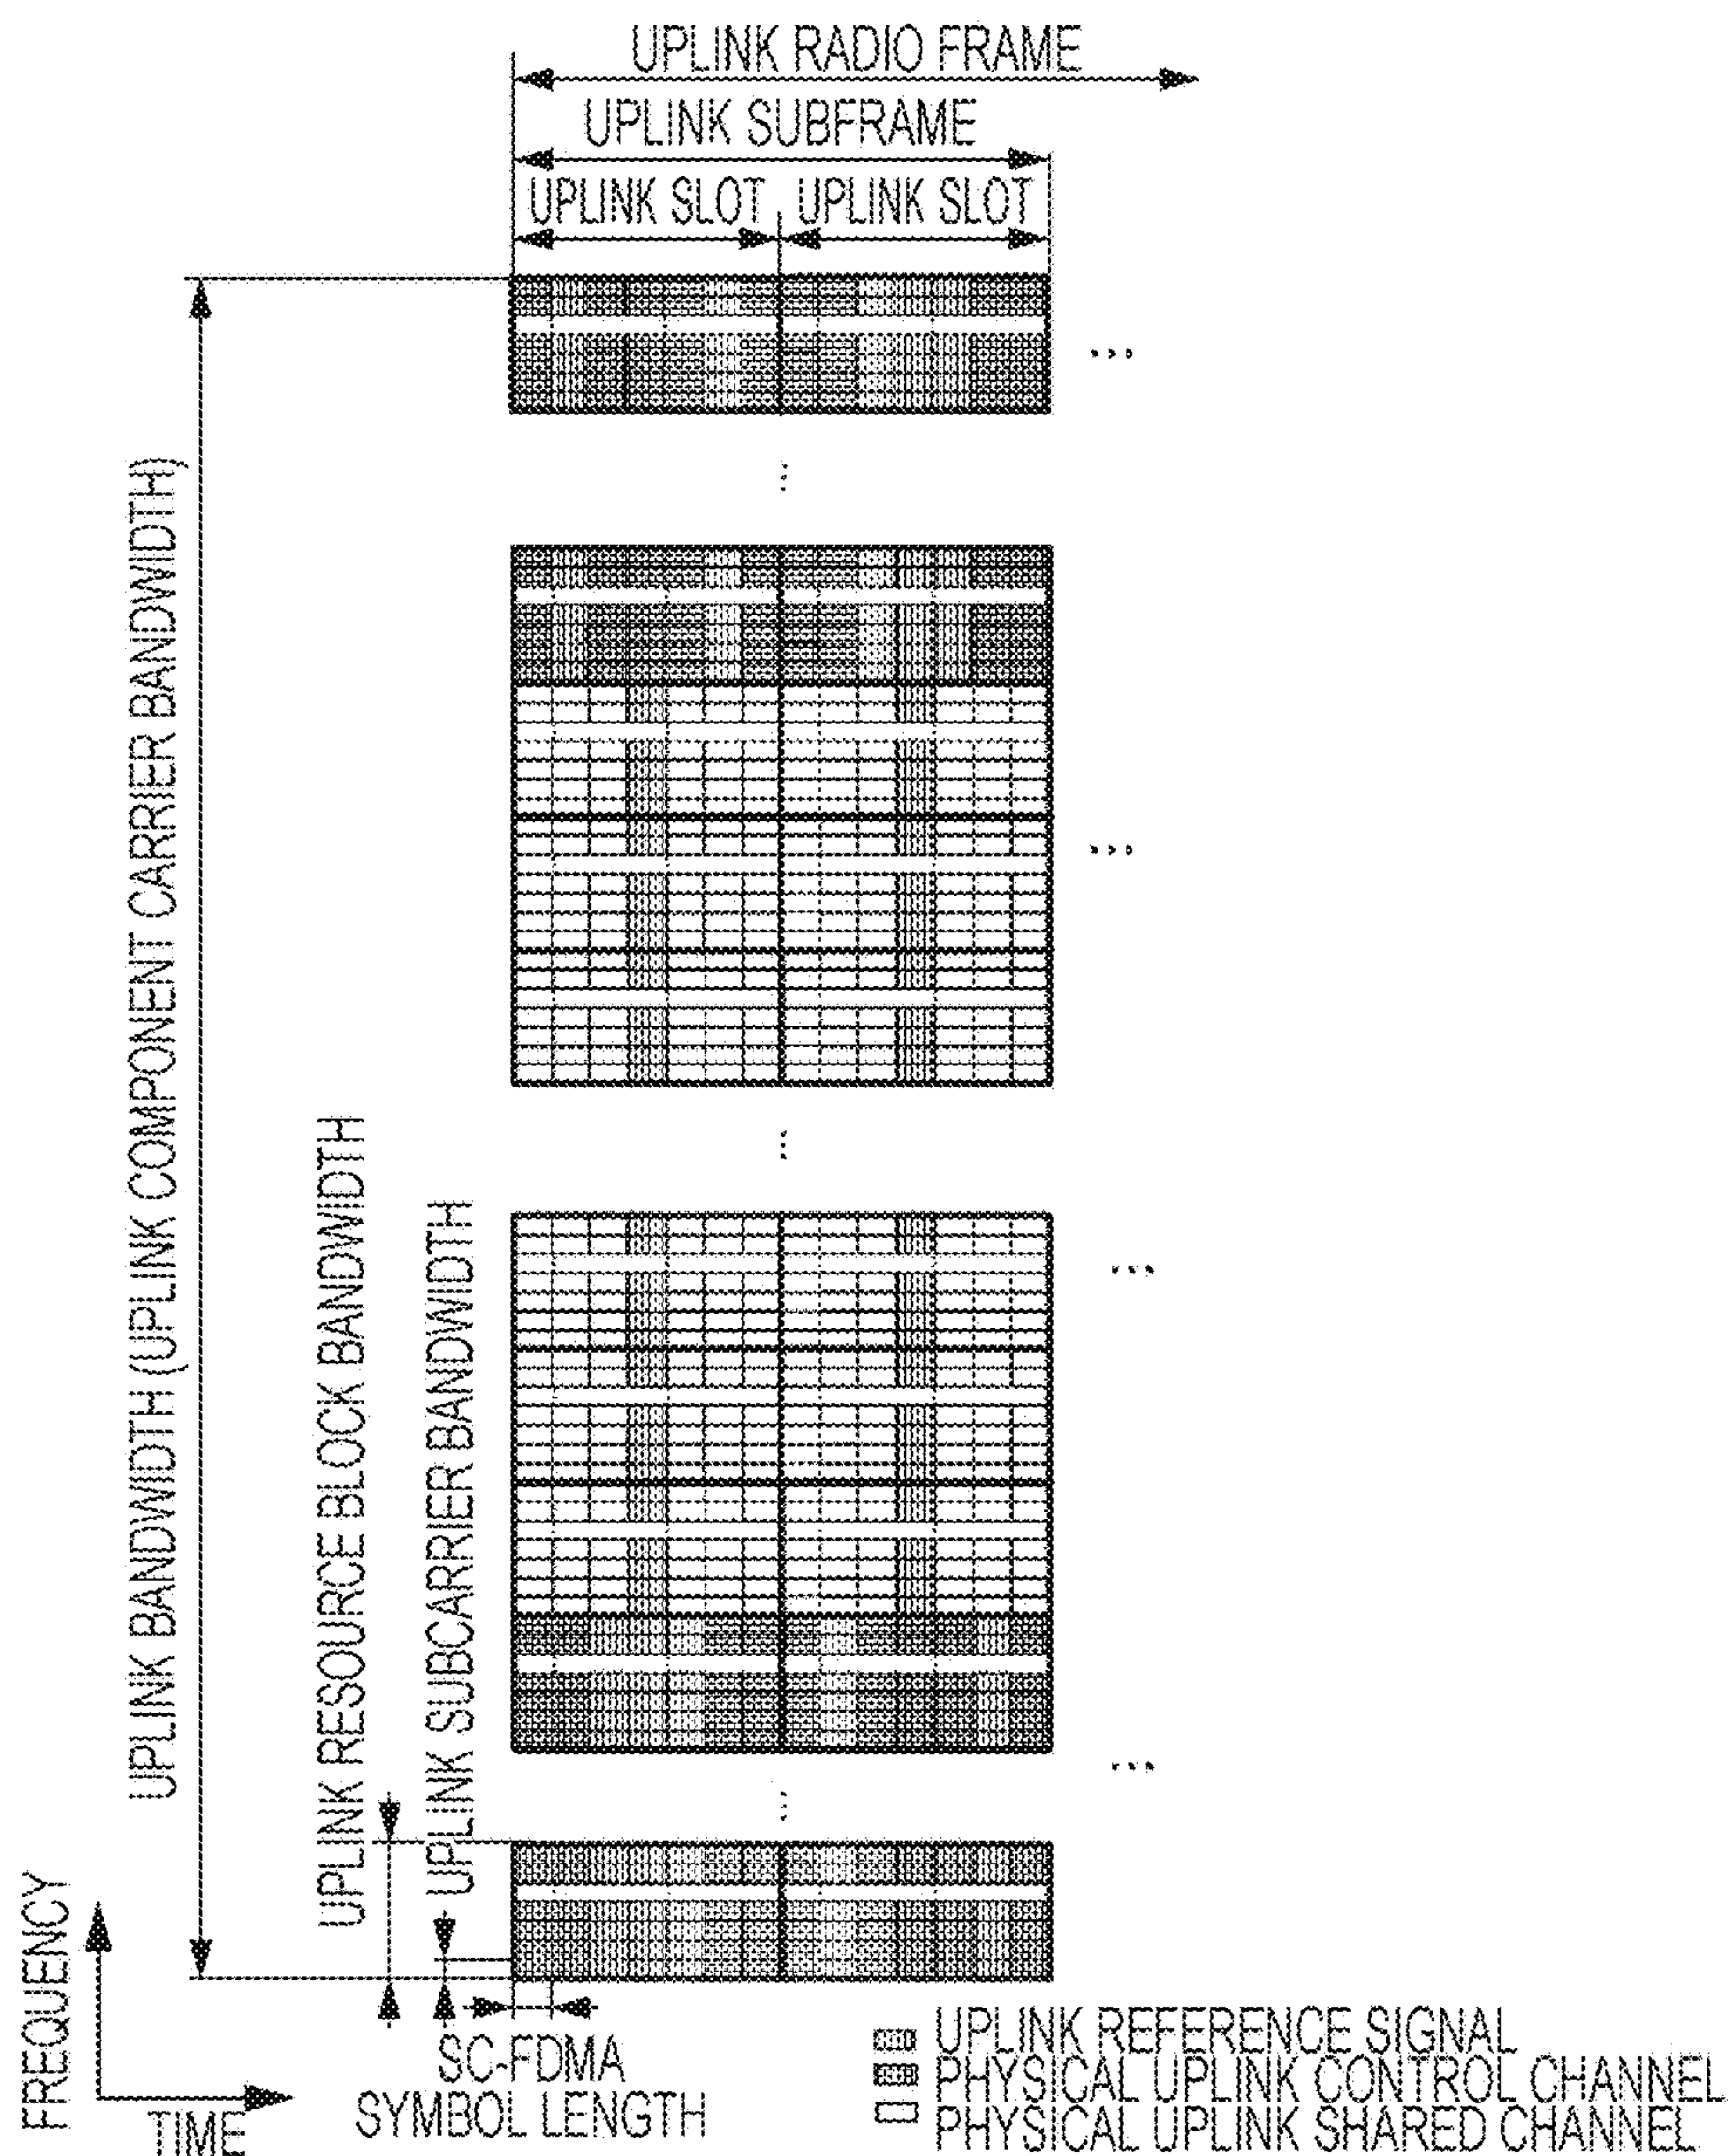 UPLINK RADIO FRAME
UPLINK SUBFRAME
UPLINK SLOT
UPLINK SLOT
UPLINK BANDWIDTH (UPLINK COMPONENT CARRIER BANDWIDTH)
UPLINK RESOURCE BLOCK BANDWIDTH
UPLINK SUBCARRIER BANDWIDTH
FREQUENCY
TIME
SC-FDMA
SYMBOL LENGTH
UPLINK REFERENCE SIGNAL
PHYSICAL UPLINK CONTROL CHANNEL
PHYSICAL UPLINK SHARED CHANNEL